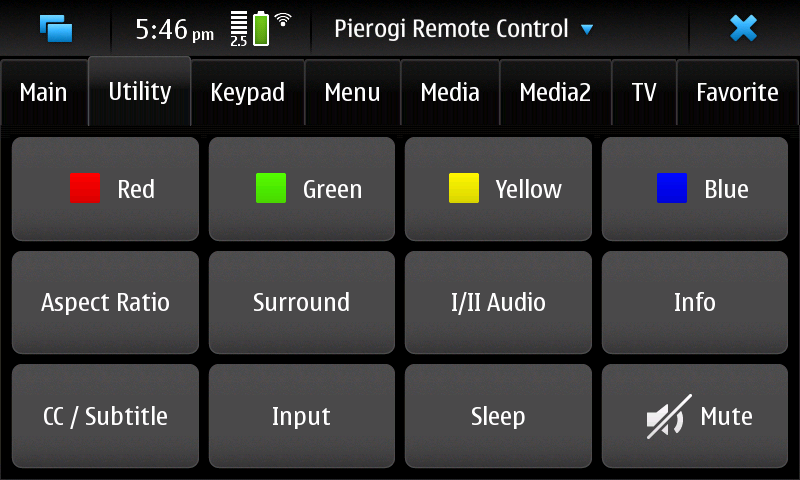 5:46 pm 2.5 Pierogi Remote Control
Main Utility Keypad Menu Media Media2 TV Favorite
Red Green Yellow Blue
Aspect Ratio Surround I/II Audio Info
CC / Subtitle Input Sleep Mute